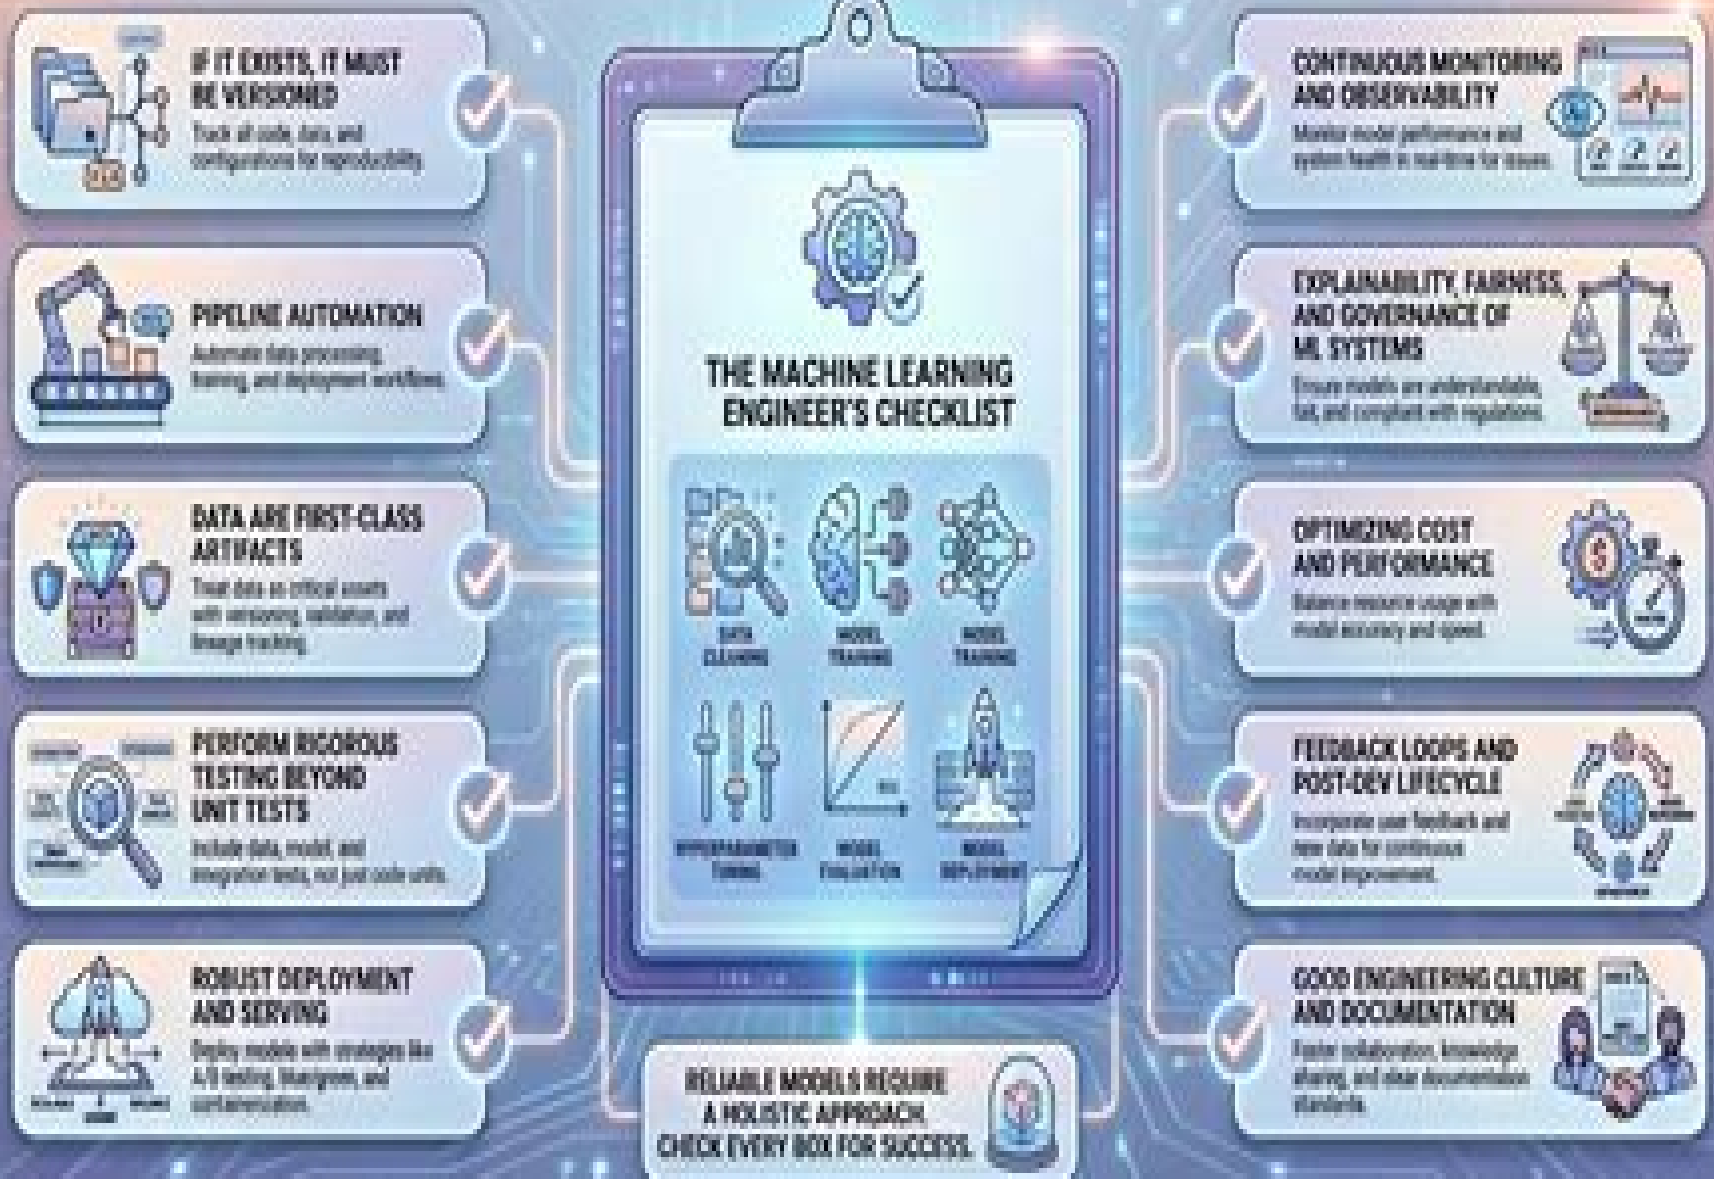 IF IT EXISTS, IT MUST
BE VERSIONED
Track all code, data, and
configurations for reproducibility.
PIPELINE AUTOMATION
Automate data processing,
training, and deployment workflows.
DATA ARE FIRST-CLASS
ARTIFACTS
Treat data as critical assets
with versioning, validation, and
lineage tracking.
PERFORM RIGOROUS
TESTING BEYOND
UNIT TESTS
Include data, model, and
integration tests, not just code units.
ROBUST DEPLOYMENT
AND SERVING
Deploy models with strategies like
A/B testing, blue/green, and
containerization.
THE MACHINE LEARNING
ENGINEER'S CHECKLIST
DATA
CLEANING
MODEL
TRAINING
MODEL
TRAINING
HYPERPARAMETER
TUNING
MODEL
EVALUATION
MODEL
DEPLOYMENT
RELIABLE MODELS REQUIRE
A HOLISTIC APPROACH.
CHECK EVERY BOX FOR SUCCESS.
CONTINUOUS MONITORING
AND OBSERVABILITY
Monitor model performance and
system health in real-time for issues.
EXPLAINABILITY, FAIRNESS,
AND GOVERNANCE OF
ML SYSTEMS
Ensure models are understandable,
fair, and compliant with regulations.
OPTIMIZING COST
AND PERFORMANCE
Balance resource usage with
model accuracy and speed.
FEEDBACK LOOPS AND
POST-DEV LIFECYCLE
Incorporate user feedback and
new data for continuous
model improvement.
GOOD ENGINEERING CULTURE
AND DOCUMENTATION
Foster collaboration, knowledge
sharing, and clear documentation
standards.